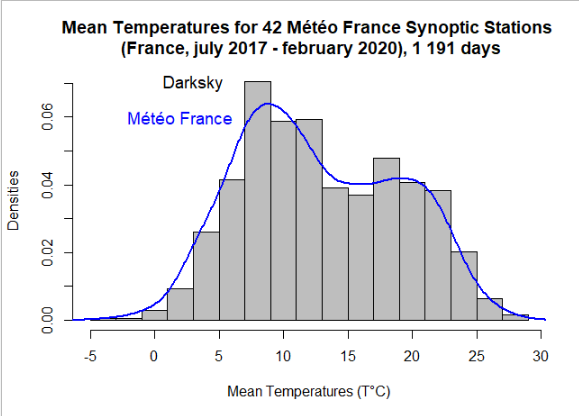 Mean Temperatures for 42 Météo France Synoptic Stations
(France, july 2017 - february 2020), 1 191 days
Darksky
Météo France
Densities
0.06
0.04
0.02
0.00
-5 0 5 10 15 20 25 30
Mean Temperatures (T°C)